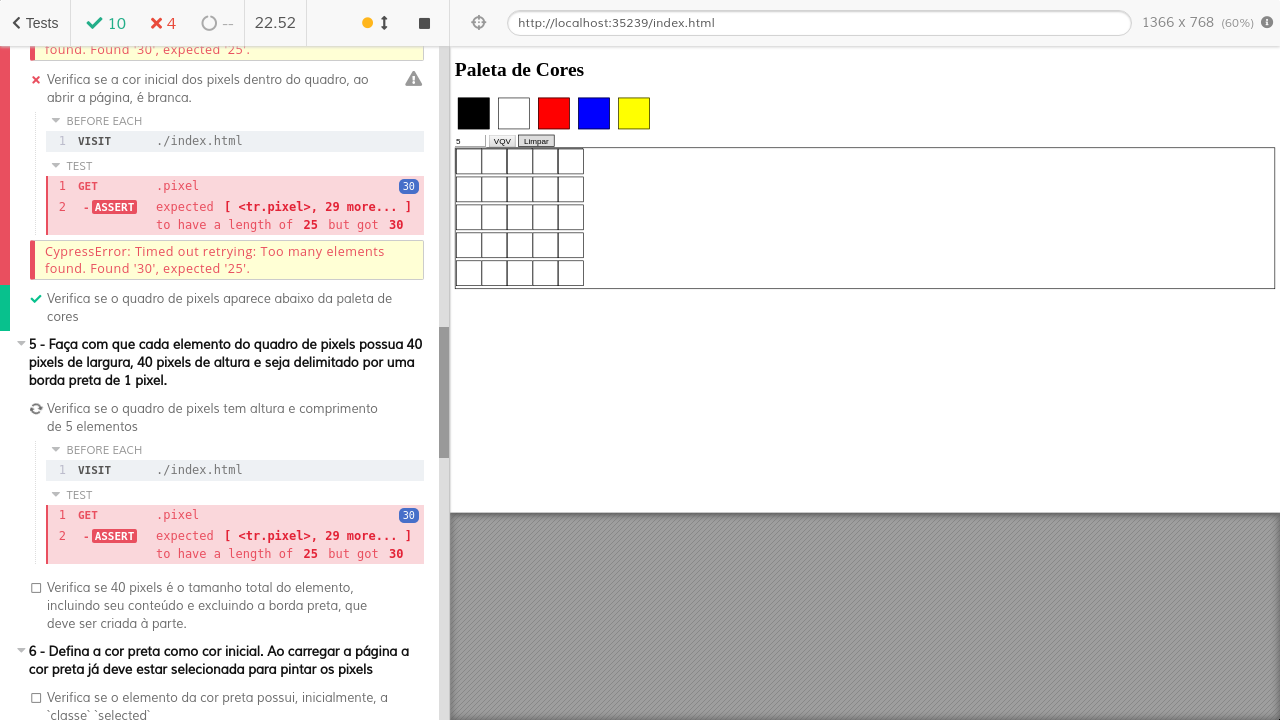 Tests
10
4
--
22.52
http://localhost:35239/index.html
1366 x 768 (60%)
found. Found '30', expected '25'.
Verifica se a cor inicial dos pixels dentro do quadro, ao
abrir a página, é branca.
BEFORE EACH
1 VISIT ./index.html
TEST
1 GET .pixel 30
2 - ASSERT expected [ <tr.pixel>, 29 more... ]
to have a length of 25 but got 30
CypressError: Timed out retrying: Too many elements
found. Found '30', expected '25'.
Verifica se o quadro de pixels aparece abaixo da paleta de
cores
5 - Faça com que cada elemento do quadro de pixels possua 40
pixels de largura, 40 pixels de altura e seja delimitado por uma
borda preta de 1 pixel.
Verifica se o quadro de pixels tem altura e comprimento
de 5 elementos
BEFORE EACH
1 VISIT ./index.html
TEST
1 GET .pixel 30
2 - ASSERT expected [ <tr.pixel>, 29 more... ]
to have a length of 25 but got 30
Verifica se 40 pixels é o tamanho total do elemento,
incluindo seu conteúdo e excluindo a borda preta, que
deve ser criada à parte.
6 - Defina a cor preta como cor inicial. Ao carregar a página a
cor preta já deve estar selecionada para pintar os pixels
Verifica se o elemento da cor preta possui, inicialmente, a
`classe` `selected`
Paleta de Cores
5 VQV Limpar